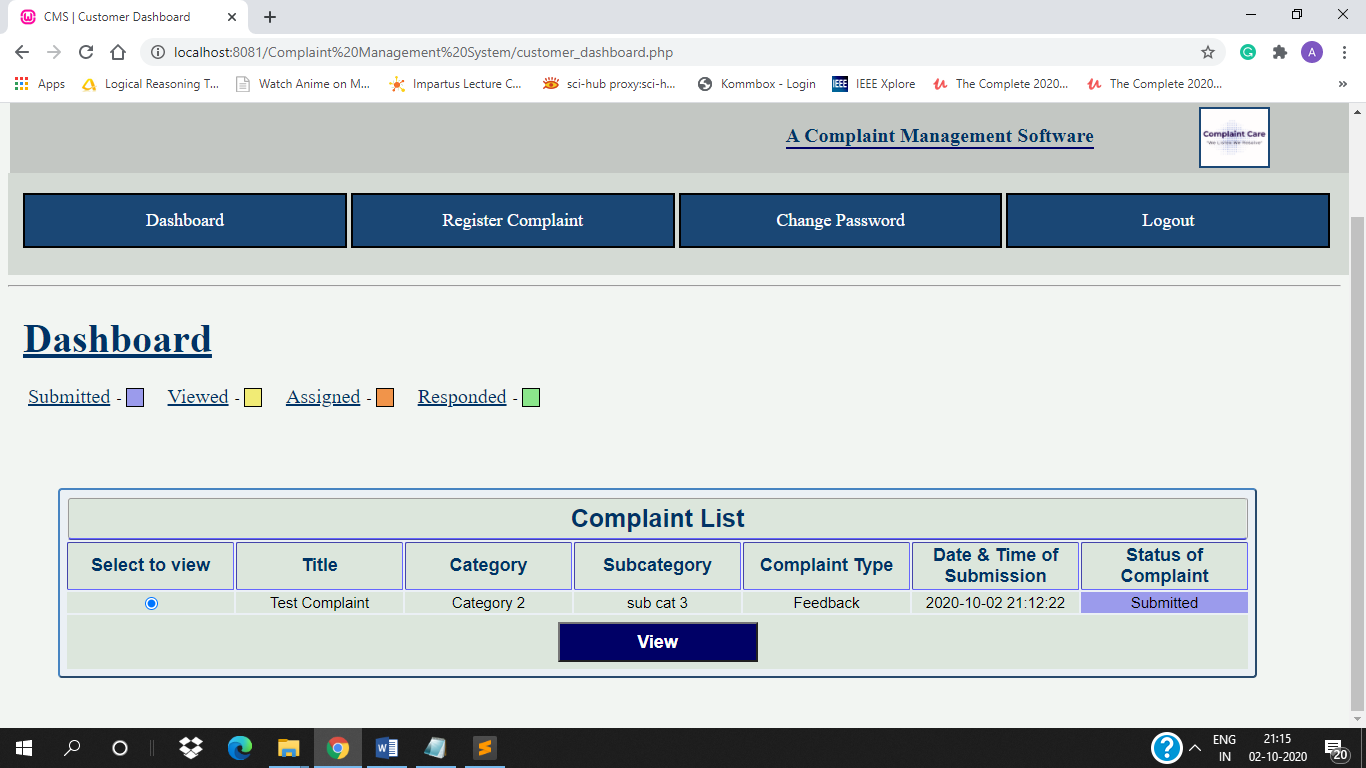 CMS | Customer Dashboard
localhost:8081/Complaint%20Management%20System/customer_dashboard.php
A
Apps Logical Reasoning T... Watch Anime on M... Impartus Lecture C... sci-hub proxy:sci-h... Kommbox - Login IEEE IEEE Xplore The Complete 2020... The Complete 2020... »
A Complaint Management Software
Complaint Care
Dashboard Register Complaint Change Password Logout
Dashboard
Submitted - Viewed - Assigned - Responded -
Complaint List
Select to view Title Category Subcategory Complaint Type Date & Time of Submission Status of Complaint
Test Complaint Category 2 sub cat 3 Feedback 2020-10-02 21:12:22 Submitted
View
ENG 21:15
IN 02-10-2020 20